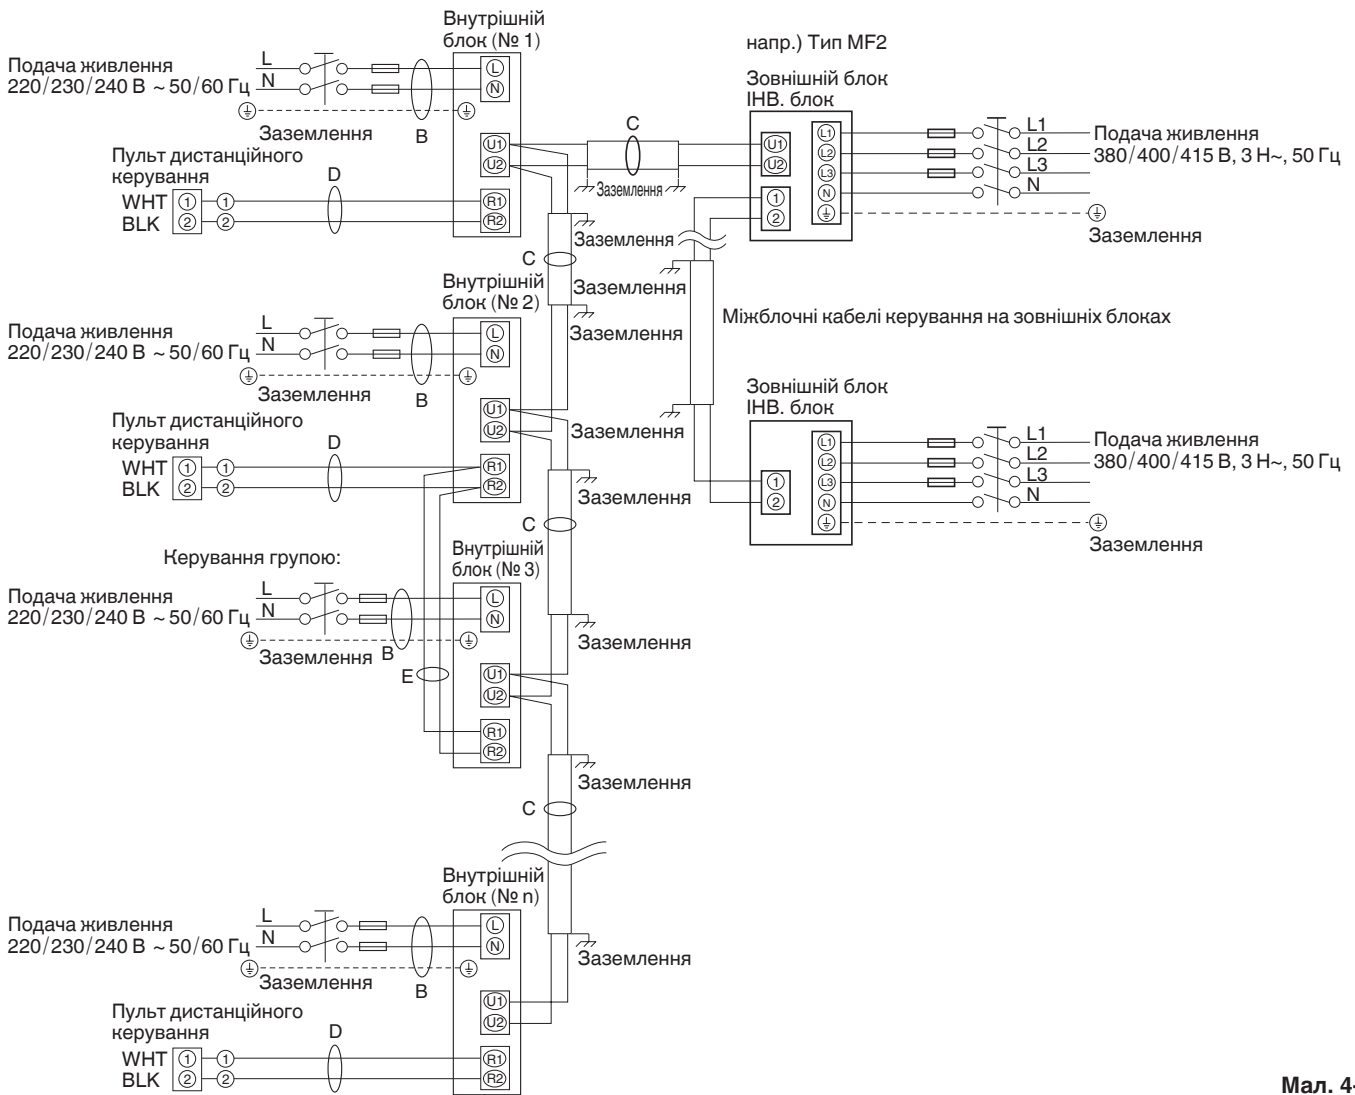 Внутрішній
блок (№ 1)
Подача живлення
220/230/240 В ~ 50/60 Гц
L
N
Заземлення
B
L
N
U1
U2
R1
R2
Пульт дистанційного
керування
WHT 1 1
BLK 2 2
D
C
Заземлення
напр.) Тип MF2
Зовнішній блок
ІНВ. блок
U1
U2
1
2
L1
L2
L3
N
L1
L2
L3
N
Подача живлення
380/400/415 В, 3 Н~, 50 Гц
Заземлення
Заземлення
C
Заземлення
Заземлення
Міжблочні кабелі керування на зовнішніх блоках
Внутрішній
блок (№ 2)
Подача живлення
220/230/240 В ~ 50/60 Гц
L
N
Заземлення
B
L
N
U1
U2
R1
R2
Пульт дистанційного
керування
WHT 1 1
BLK 2 2
D
Заземлення
Заземлення
C
Зовнішній блок
ІНВ. блок
1
2
L1
L2
L3
N
L1
L2
L3
N
Подача живлення
380/400/415 В, 3 Н~, 50 Гц
Заземлення
Керування групою:
Внутрішній
блок (№ 3)
Подача живлення
220/230/240 В ~ 50/60 Гц
L
N
Заземлення
B
E
L
N
U1
U2
R1
R2
Заземлення
Заземлення
C
Внутрішній
блок (№ n)
Подача живлення
220/230/240 В ~ 50/60 Гц
L
N
Заземлення
B
L
N
U1
U2
R1
R2
Заземлення
Пульт дистанційного
керування
WHT 1 1
BLK 2 2
D
Мал. 4-